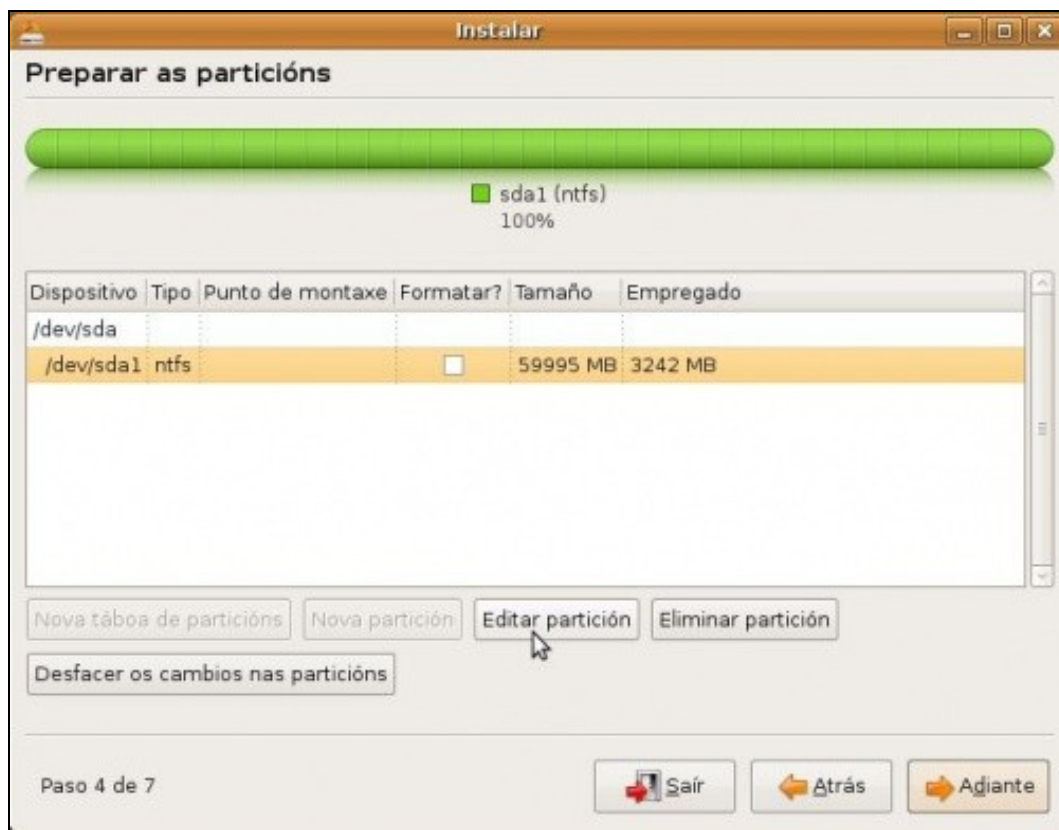 Instalar
Preparar as particións
sda1 (ntfs)
100%
Dispositivo Tipo Punto de montaxe Formatar? Tamaño Empregado
/dev/sda
/dev/sda1 ntfs 59995 MB 3242 MB
Nova táboa de particións Nova partición Editar partición Eliminar partición
Desfacer os cambios nas particións
Paso 4 de 7 Saír Atrás Adiante